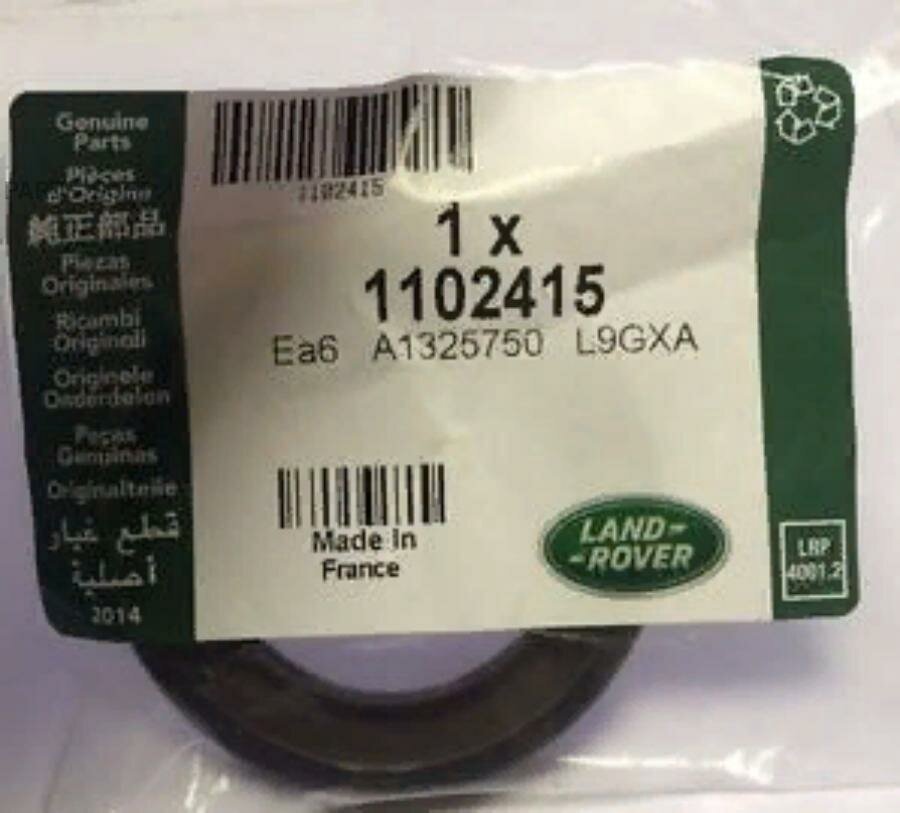 Genuine
Parts
Pièces
d'Origine
純正部品
Piezas
Originales
Ricambi
Originali
Originele
Onderdelen
Peças
Genuínas
Originalteile
قطع غيار
أصلية
2014
1102415
1 x
1102415
Ea6 A1325750 L9GXA
Made in
France
LAND-
-ROVER
LRP
4001.2